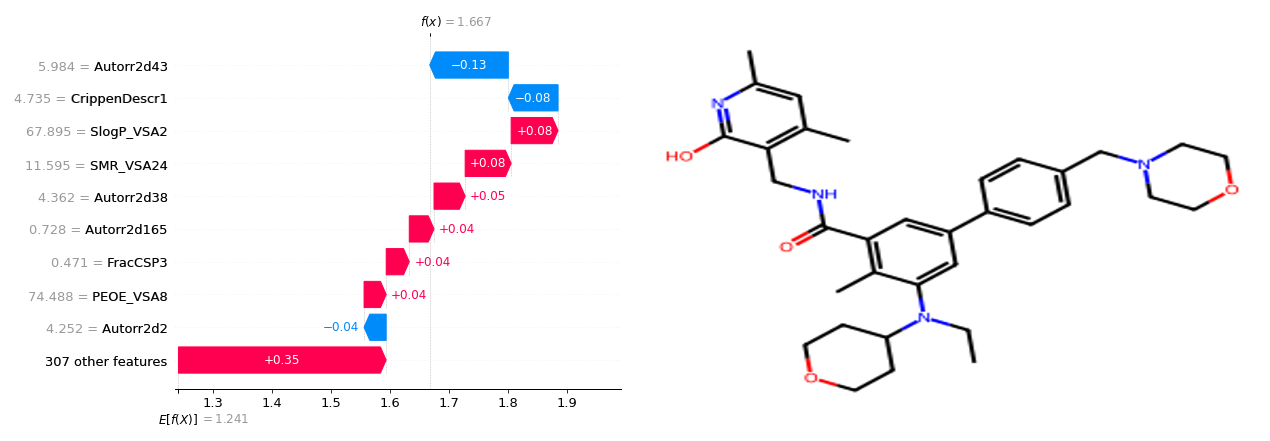 f(x) = 1.667
5.984 = Autorr2d43
−0.13
4.735 = CrippenDescr1
−0.08
67.895 = SlogP_VSA2
+0.08
11.595 = SMR_VSA24
+0.08
4.362 = Autorr2d38
+0.05
0.728 = Autorr2d165
+0.04
0.471 = FracCSP3
+0.04
74.488 = PEOE_VSA8
+0.04
4.252 = Autorr2d2
−0.04
307 other features
+0.35
1.3 1.4 1.5 1.6 1.7 1.8 1.9
E[f(X)] = 1.241
N
HO
NH
O
N
O
N
O